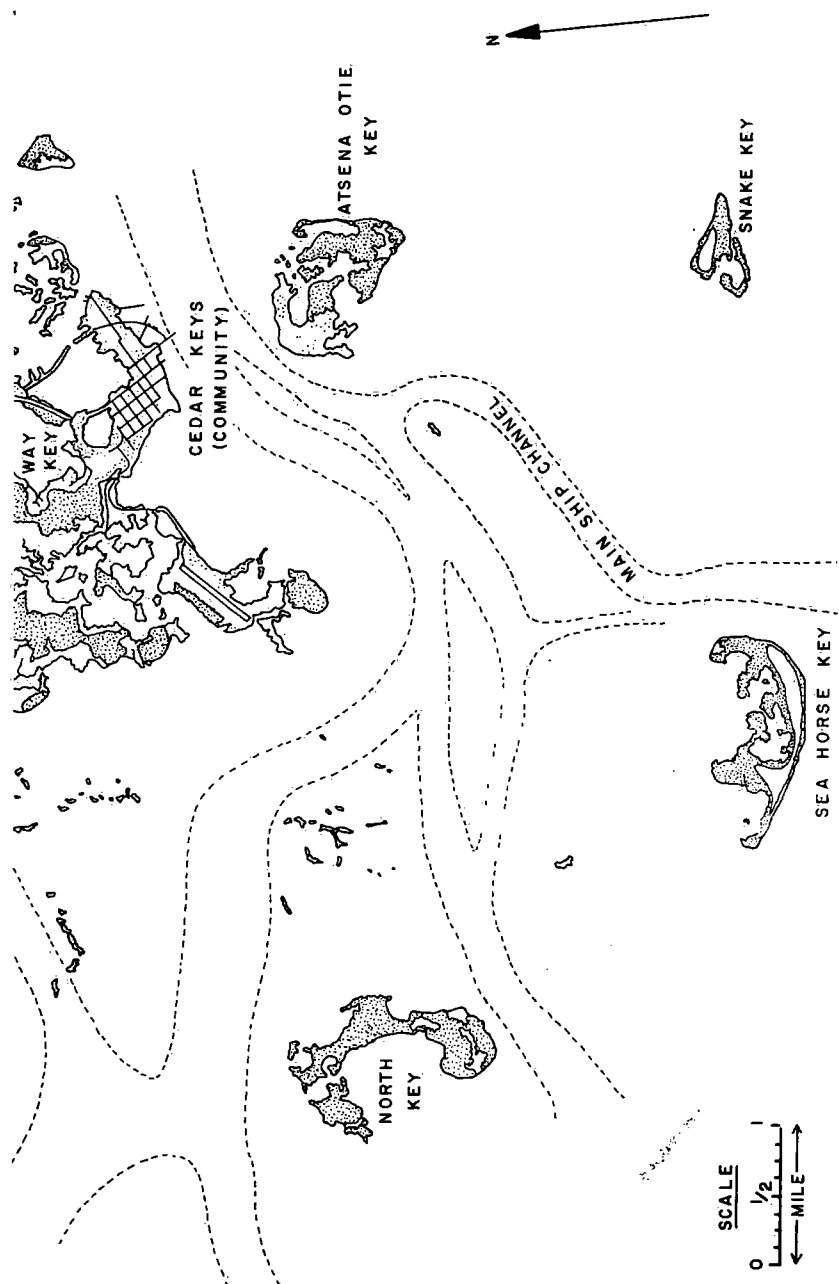 N
ATSENA OTIE
KEY
SNAKE KEY
WAY
KEY
CEDAR KEYS
(COMMUNITY)
MAIN SHIP CHANNEL
SEA HORSE KEY
NORTH
KEY
SCALE
0 1/2 1
MILE